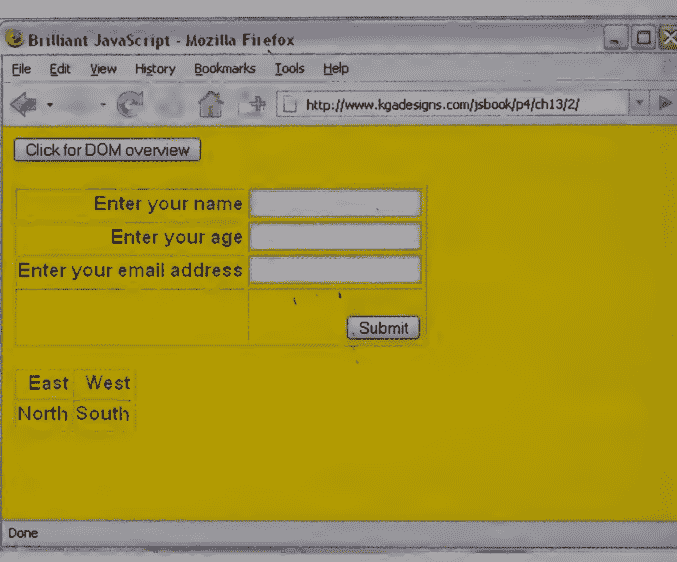 Brilliant JavaScript - Mozilla Firefox
File Edit View History Bookmarks Tools Help
http://www.kgadesigns.com/jsbook/p4/ch13/2/
Click for DOM overview
Enter your name
Enter your age
Enter your email address
Submit
East West
North South
Done